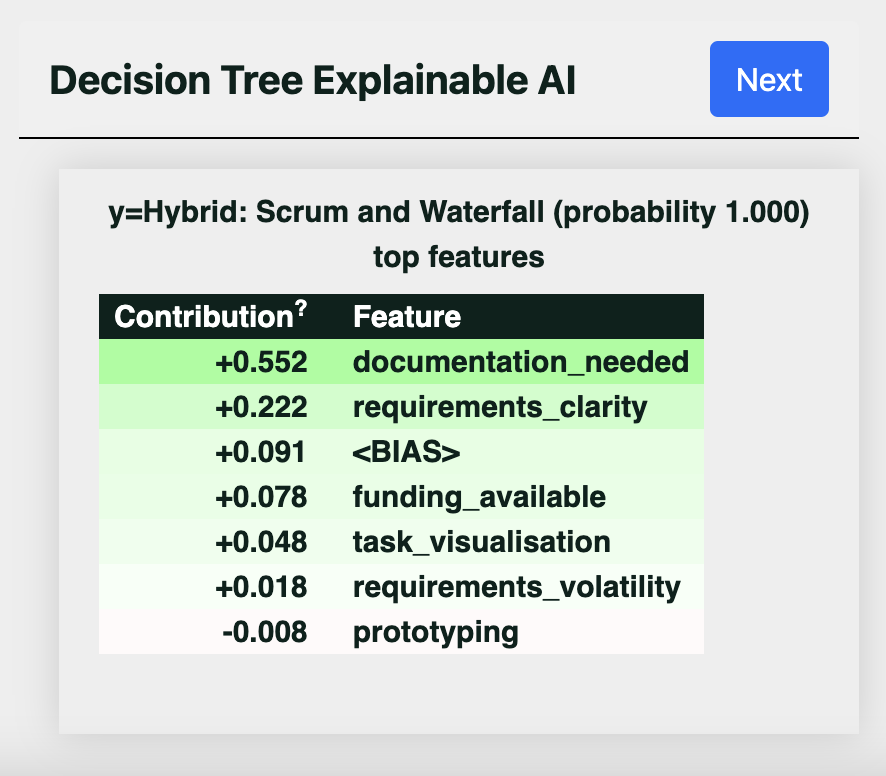 Decision Tree Explainable AI
Next
y=Hybrid: Scrum and Waterfall (probability 1.000)
top features
Contribution? Feature
+0.552 documentation_needed
+0.222 requirements_clarity
+0.091 <BIAS>
+0.078 funding_available
+0.048 task_visualisation
+0.018 requirements_volatility
-0.008 prototyping